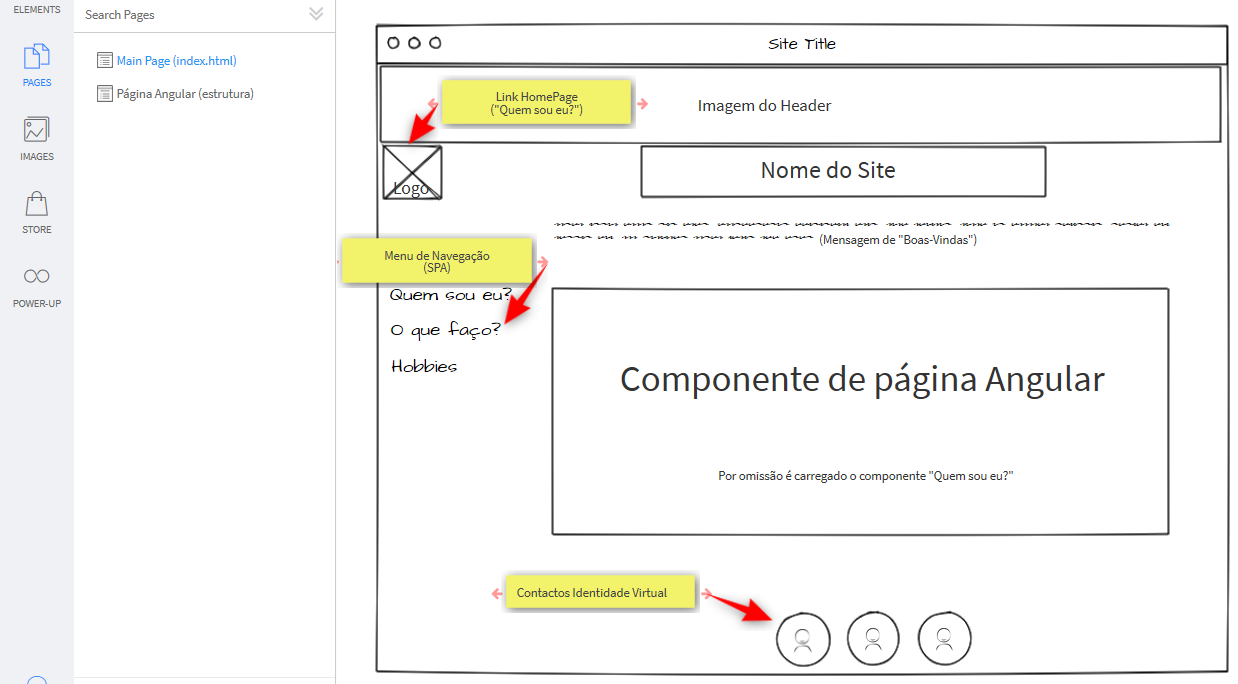 ELEMENTS
PAGES
IMAGES
STORE
POWER-UP
Search Pages
Main Page (index.html)
Página Angular (estrutura)
Site Title
Link HomePage
("Quem sou eu?")
Imagem do Header
Logo
Nome do Site
(Mensagem de "Boas-Vindas")
Menu de Navegação
(SPA)
Quem sou eu?
O que faço?
Hobbies
Componente de página Angular
Por omissão é carregado o componente "Quem sou eu?"
Contactos Identidade Virtual